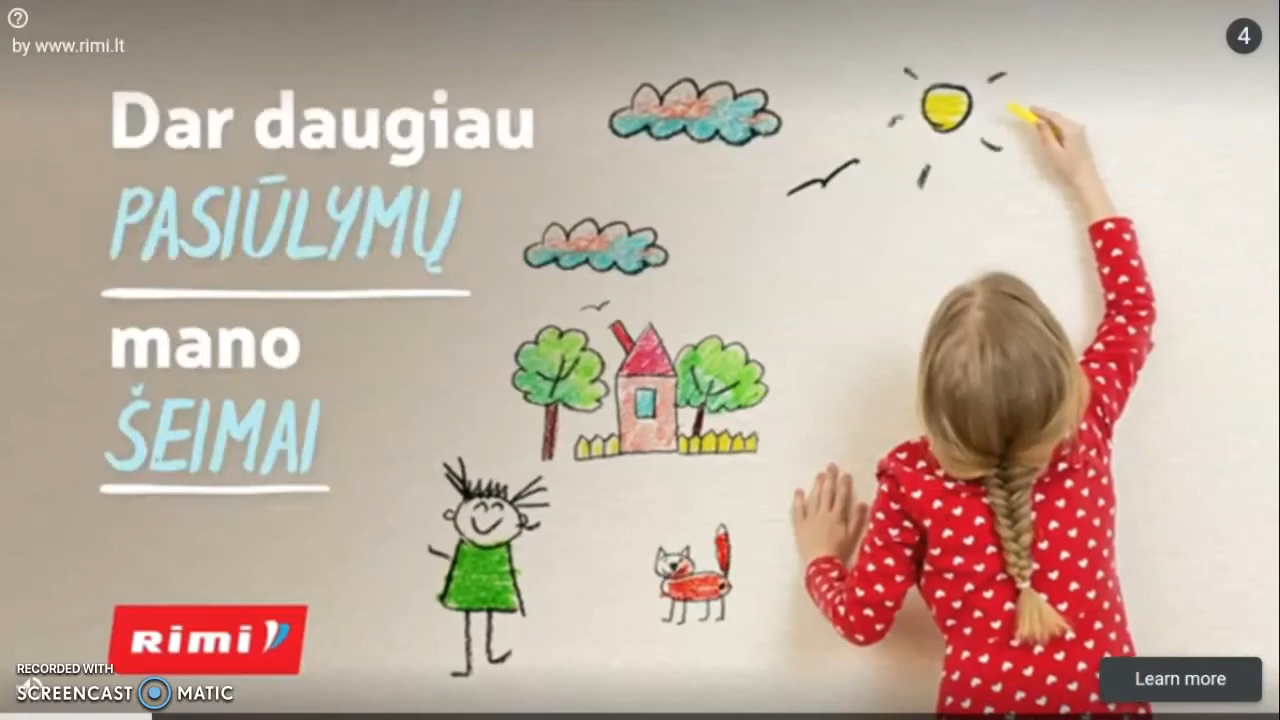 by www.rimi.lt
4
Dar daugiau
PASIŪLYMŲ
mano
ŠEIMAI
Rimi
RECORDED WITH
SCREENCAST MATIC
Learn more